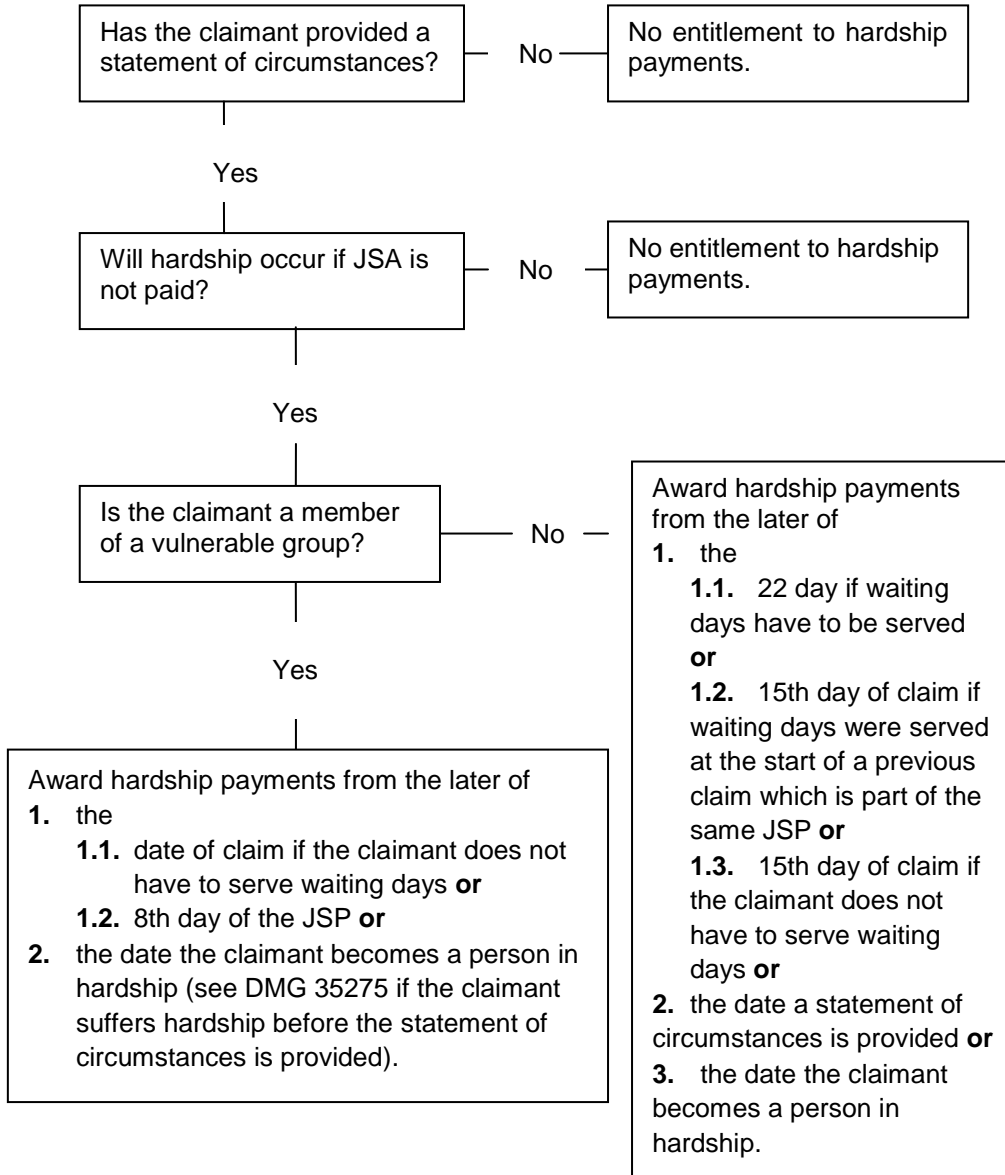 Has the claimant provided a
statement of circumstances?
No
No entitlement to hardship
payments.
Yes
Will hardship occur if JSA is
not paid?
No
No entitlement to hardship
payments.
Yes
Is the claimant a member
of a vulnerable group?
No
Award hardship payments
from the later of
1. the
1.1. 22 day if waiting
days have to be served
or
1.2. 15th day of claim if
waiting days were served
at the start of a previous
claim which is part of the
same JSP or
1.3. 15th day of claim if
the claimant does not
have to serve waiting
days or
2. the date a statement of
circumstances is provided or
3. the date the claimant
becomes a person in
hardship.
Yes
Award hardship payments from the later of
1. the
1.1. date of claim if the claimant does not
have to serve waiting days or
1.2. 8th day of the JSP or
2. the date the claimant becomes a person in
hardship (see DMG 35275 if the claimant
suffers hardship before the statement of
circumstances is provided).